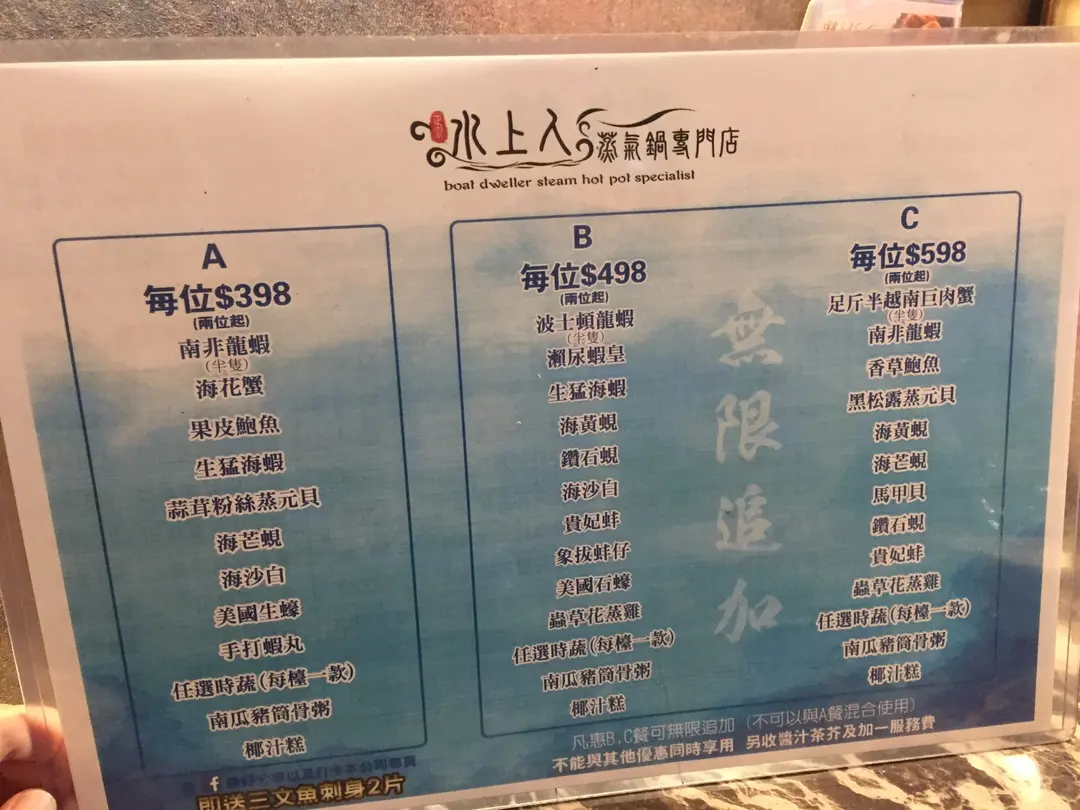 正宗
水上人蒸氣鍋專門店
boat dweller steam hot pot specialist
A
每位$398
(兩位起)
南非龍蝦
(半隻)
海花蟹
果皮鮑魚
生猛海蝦
蒜茸粉絲蒸元貝
海芒蜆
海沙白
美國生蠔
手打蝦丸
任選時蔬(每檯一款)
南瓜豬筒骨粥
椰汁糕
B
每位$498
(兩位起)
波士頓龍蝦
(半隻)
瀨尿蝦皇
生猛海蝦
海黃蜆
鑽石蜆
海沙白
貴妃蚌
象拔蚌仔
美國石蠔
蟲草花蒸雞
任選時蔬(每檯一款)
南瓜豬筒骨粥
椰汁糕
無限追加
C
每位$598
(兩位起)
足斤半越南巨肉蟹
(半隻)
南非龍蝦
香草鮑魚
黑松露蒸元貝
海黃蜆
海芒蜆
馬甲貝
鑽石蜆
貴妃蚌
蟲草花蒸雞
任選時蔬(每檯一款)
南瓜豬筒骨粥
椰汁糕
凡惠B,C餐可無限追加 (不可以與A餐混合使用)
不能與其他優惠同時享用 另收醬汁茶芥及加一服務費
即送三文魚刺身2片